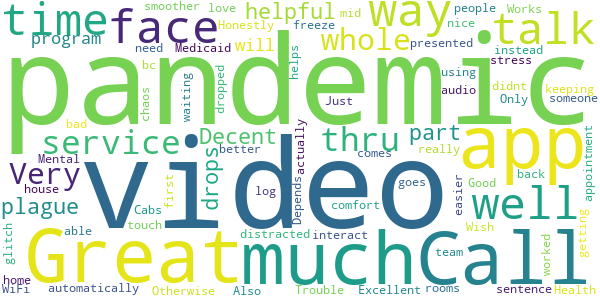 time
smoother
love
helpful
mid
people
Works
program
face
Honestly
freeze
nice
way
talk
need
Medicaid
will
whole
presented
instead
bc
chaos
waiting
dropped
helps
stress
pandemic
Just
using
Only
didnt
keeping
audio
someone
bad
service
Decent
thru
part
app
Mental
better
actually
really
Very
drops
comes
Good
back
house
video
first
log
Depends
goes
easier
well
appointment
plague
Cabs
comfort
Wish
able
touch
distracted
interact
team
worked
getting
glitch
Great
much
Call
home
WiFi
automatically
Otherwise
Also
Trouble
Excellent
rooms
sentence
Health